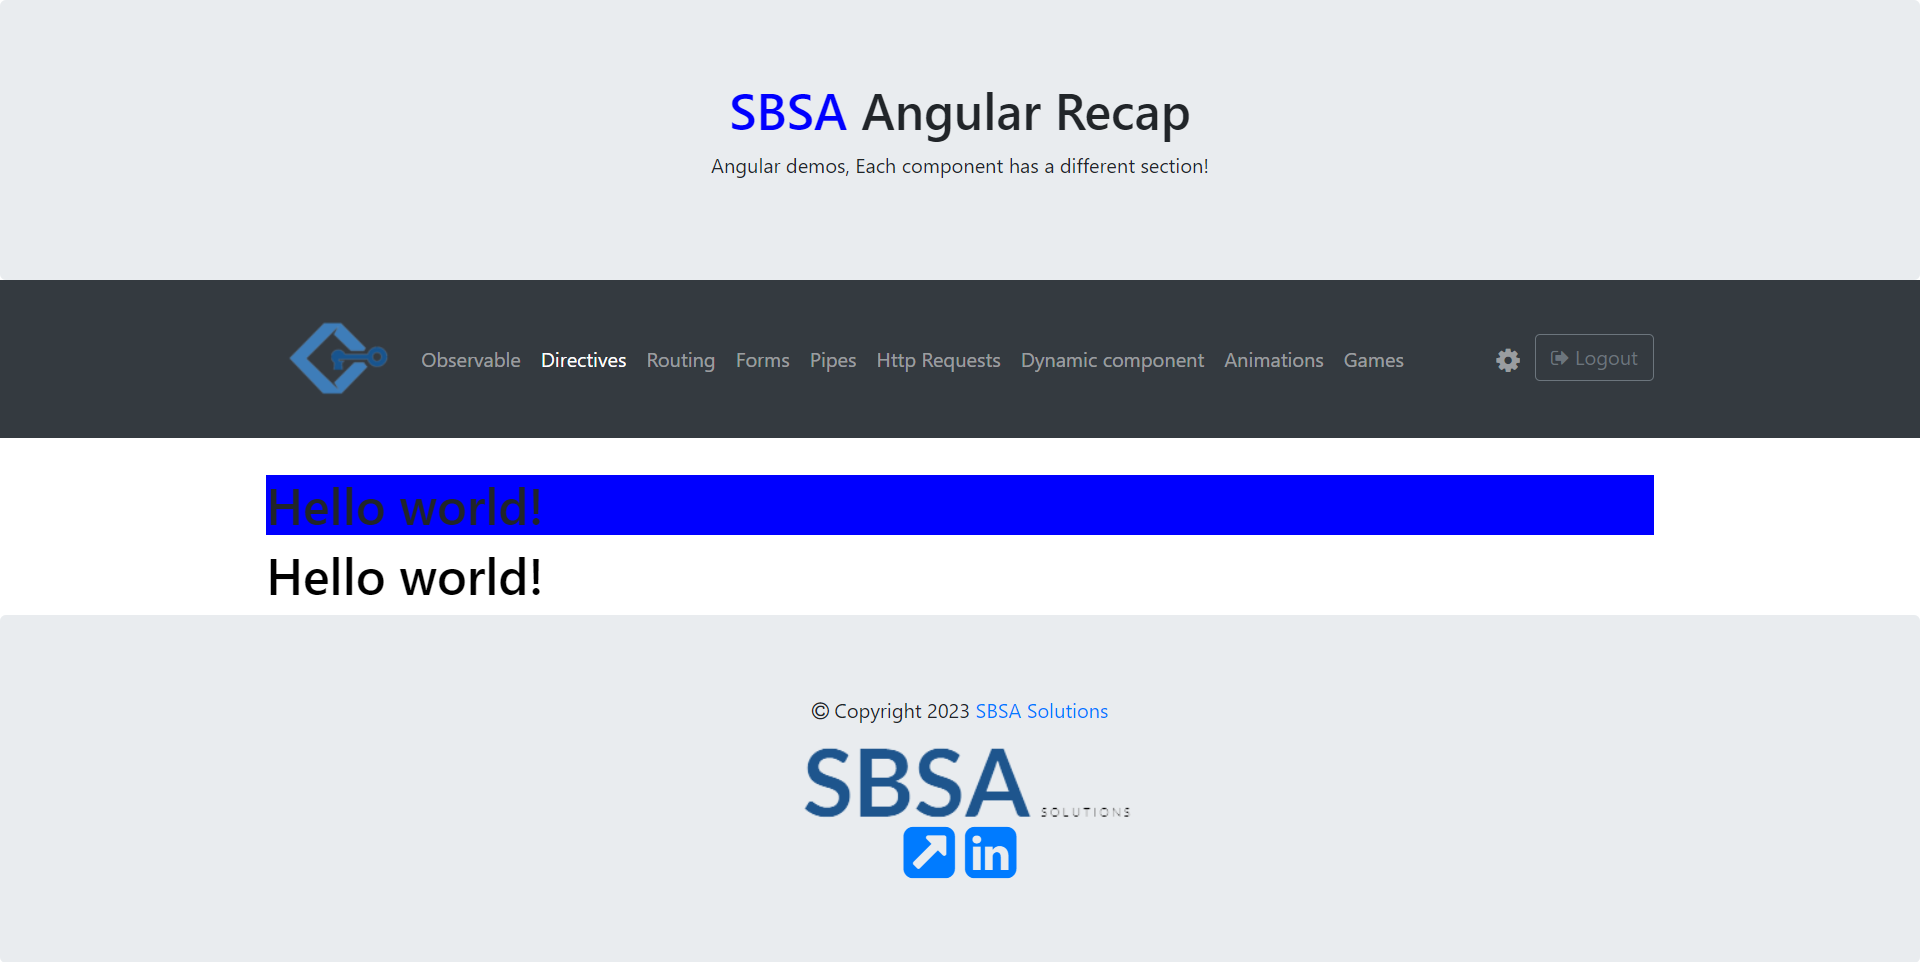 SBSA Angular Recap
Angular demos, Each component has a different section!
Observable Directives Routing Forms Pipes Http Requests Dynamic component Animations Games Logout
Hello world!
Hello world!
© Copyright 2023 SBSA Solutions
SBSA SOLUTIONS
in